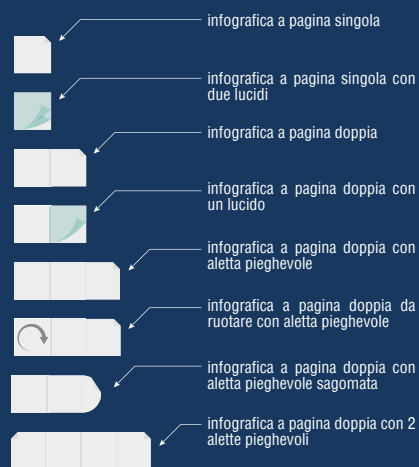 infografica a pagina singola
infografica a pagina singola con
due lucidi
infografica a pagina doppia
infografica a pagina doppia con
un lucido
infografica a pagina doppia con
aletta pieghevole
infografica a pagina doppia da
ruotare con aletta pieghevole
infografica a pagina doppia con
aletta pieghevole sagomata
infografica a pagina doppia con 2
alette pieghevoli